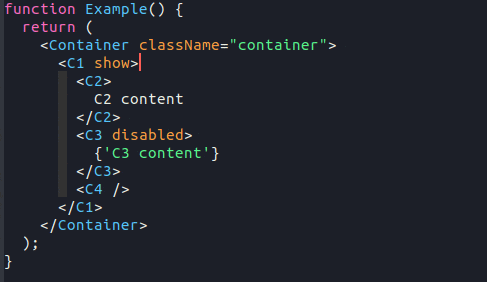 function Example() {
  return (
    <Container className="container">
      <C1 show>
        <C2>
          C2 content
        </C2>
        <C3 disabled>
          {'C3 content'}
        </C3>
        <C4 />
      </C1>
    </Container>
  );
}